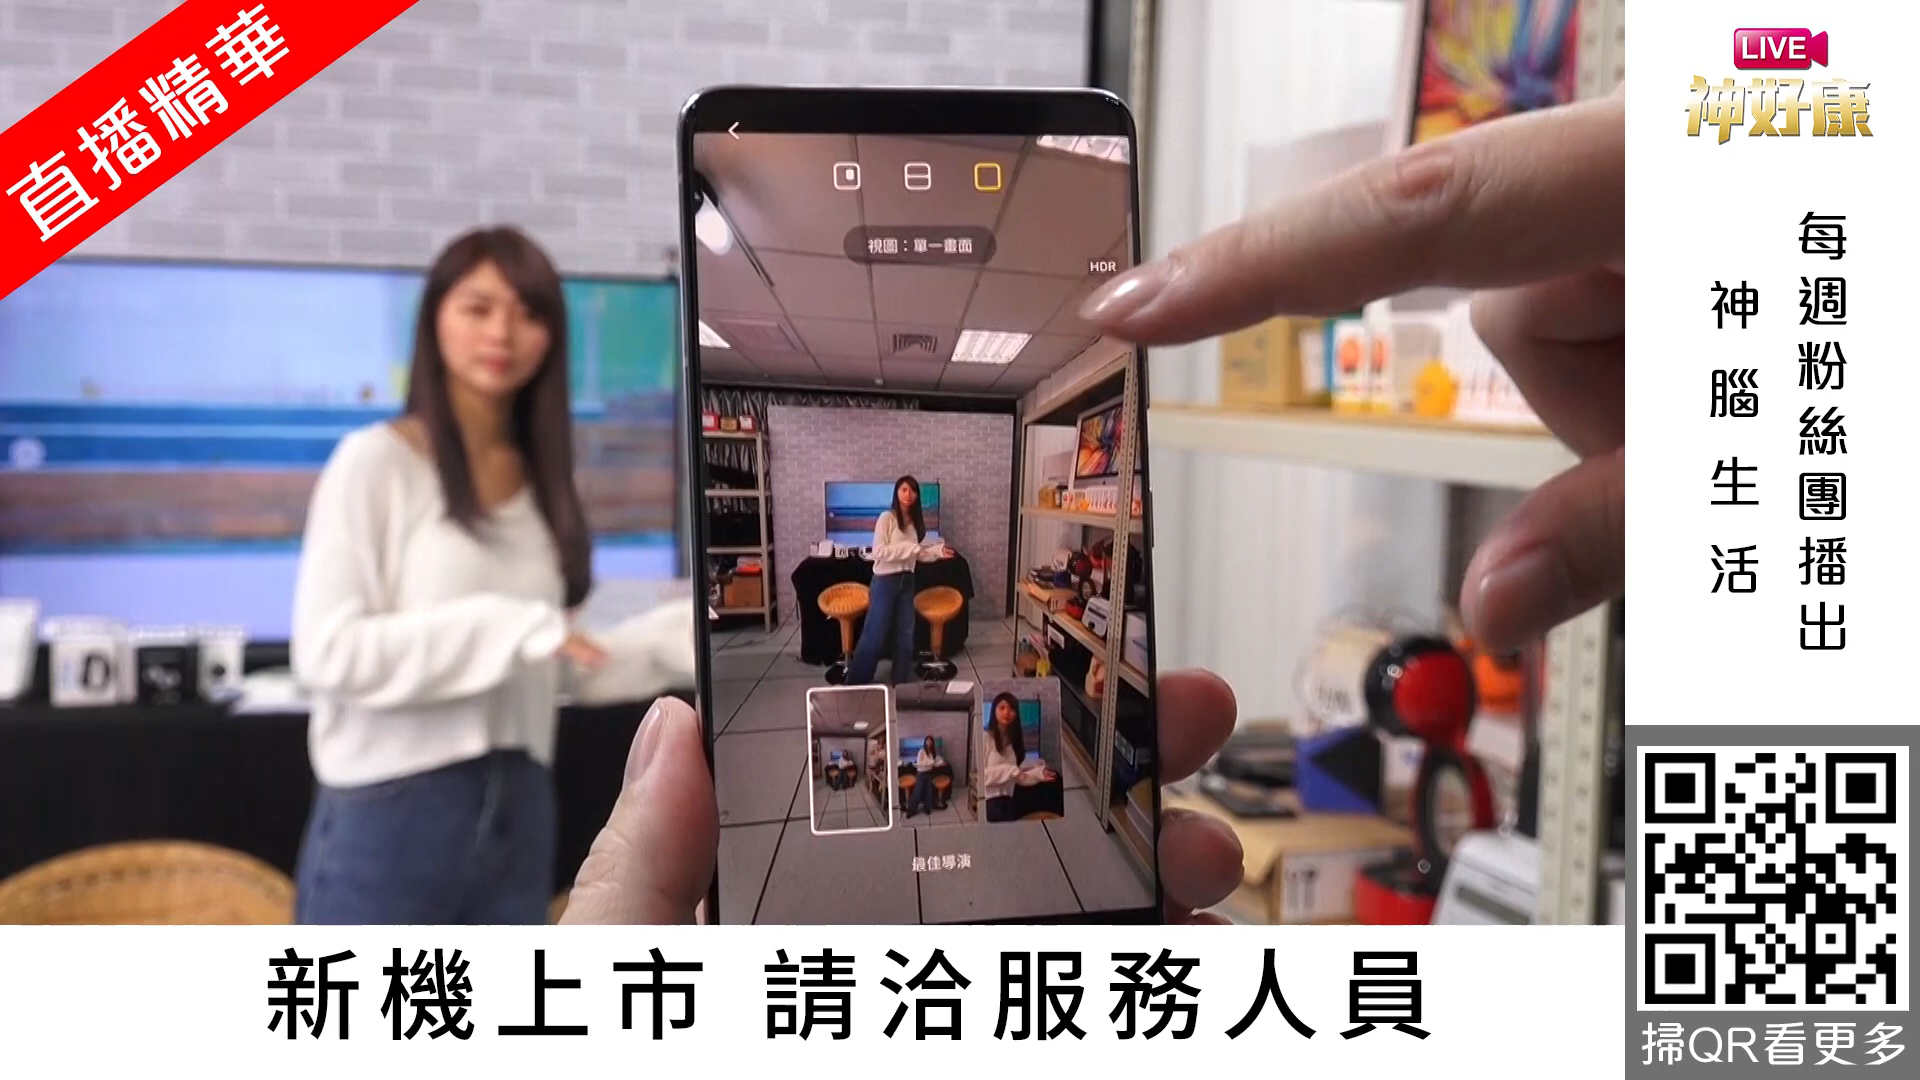 直播精華
視圖：單一畫面
HDR
最佳導演
新機上市 請洽服務人員
LIVE
神好康
每週粉絲團播出
神腦生活
掃QR看更多